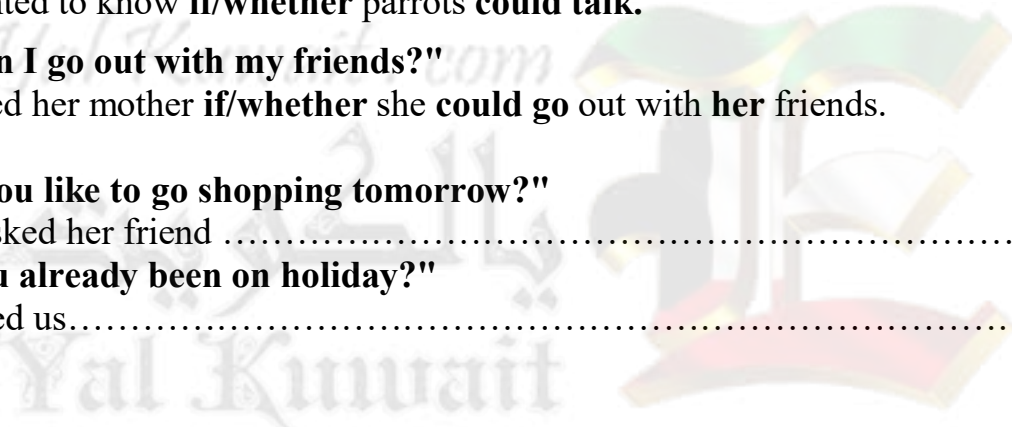 nted to know if/whether parrots could talk.
n I go out with my friends?"
ed her mother if/whether she could go out with her friends.
ou like to go shopping tomorrow?"
sked her friend ……………………………………………………………
u already been on holiday?"
ed us…………………………………………………………………………
يالكويت
Yal Kuwait